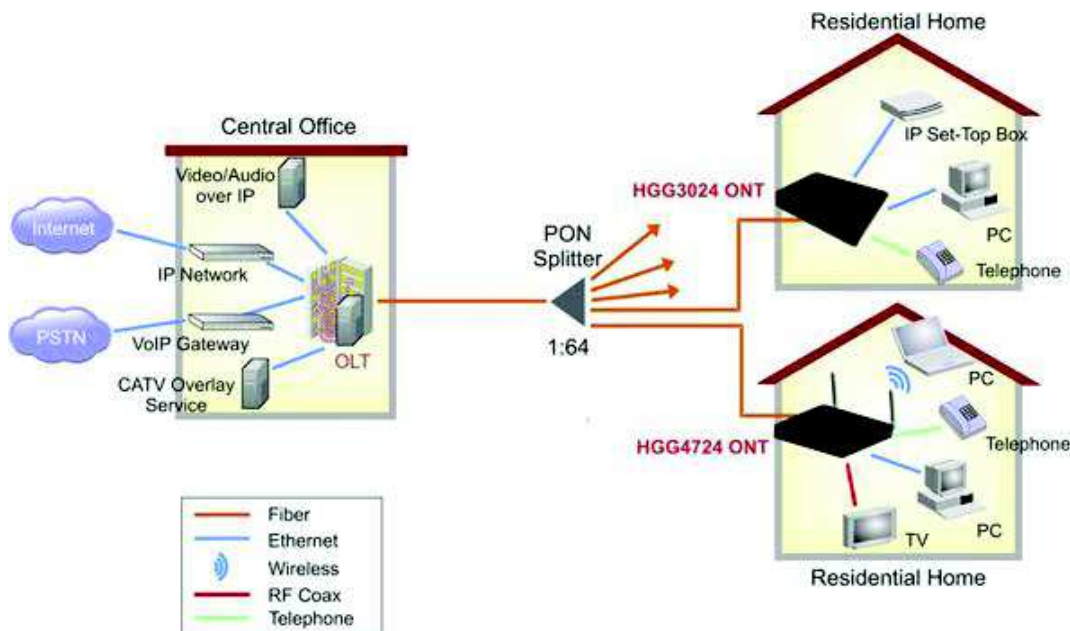 Residential Home
IP Set-Top Box
HGG3024 ONT
PC
Telephone
Central Office
Video/Audio
over IP
Internet
IP Network
PSTN
VoIP Gateway
OLT
CATV Overlay
Service
PON
Splitter
1:64
PC
Telephone
HGG4724 ONT
PC
TV
Residential Home
Fiber
Ethernet
Wireless
RF Coax
Telephone